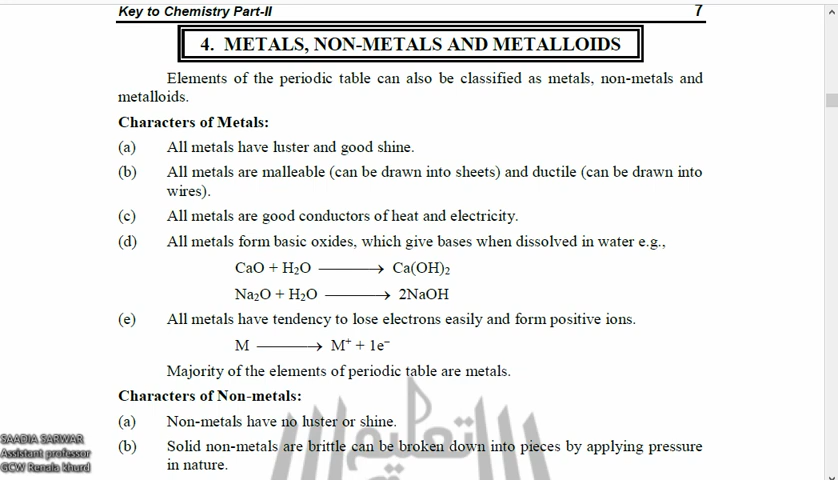 Key to Chemistry Part-II 7
4. METALS, NON-METALS AND METALLOIDS
Elements of the periodic table can also be classified as metals, non-metals and
metalloids.
Characters of Metals:
(a) All metals have luster and good shine.
(b) All metals are malleable (can be drawn into sheets) and ductile (can be drawn into
wires).
(c) All metals are good conductors of heat and electricity.
(d) All metals form basic oxides, which give bases when dissolved in water e.g.,
CaO + H₂O ⟶ Ca(OH)₂
Na₂O + H₂O ⟶ 2NaOH
(e) All metals have tendency to lose electrons easily and form positive ions.
M ⟶ M⁺ + 1e⁻
Majority of the elements of periodic table are metals.
Characters of Non-metals:
(a) Non-metals have no luster or shine.
(b) Solid non-metals are brittle can be broken down into pieces by applying pressure
in nature.
SAADIA SARWAR
Assistant professor
GCW Renala khurd